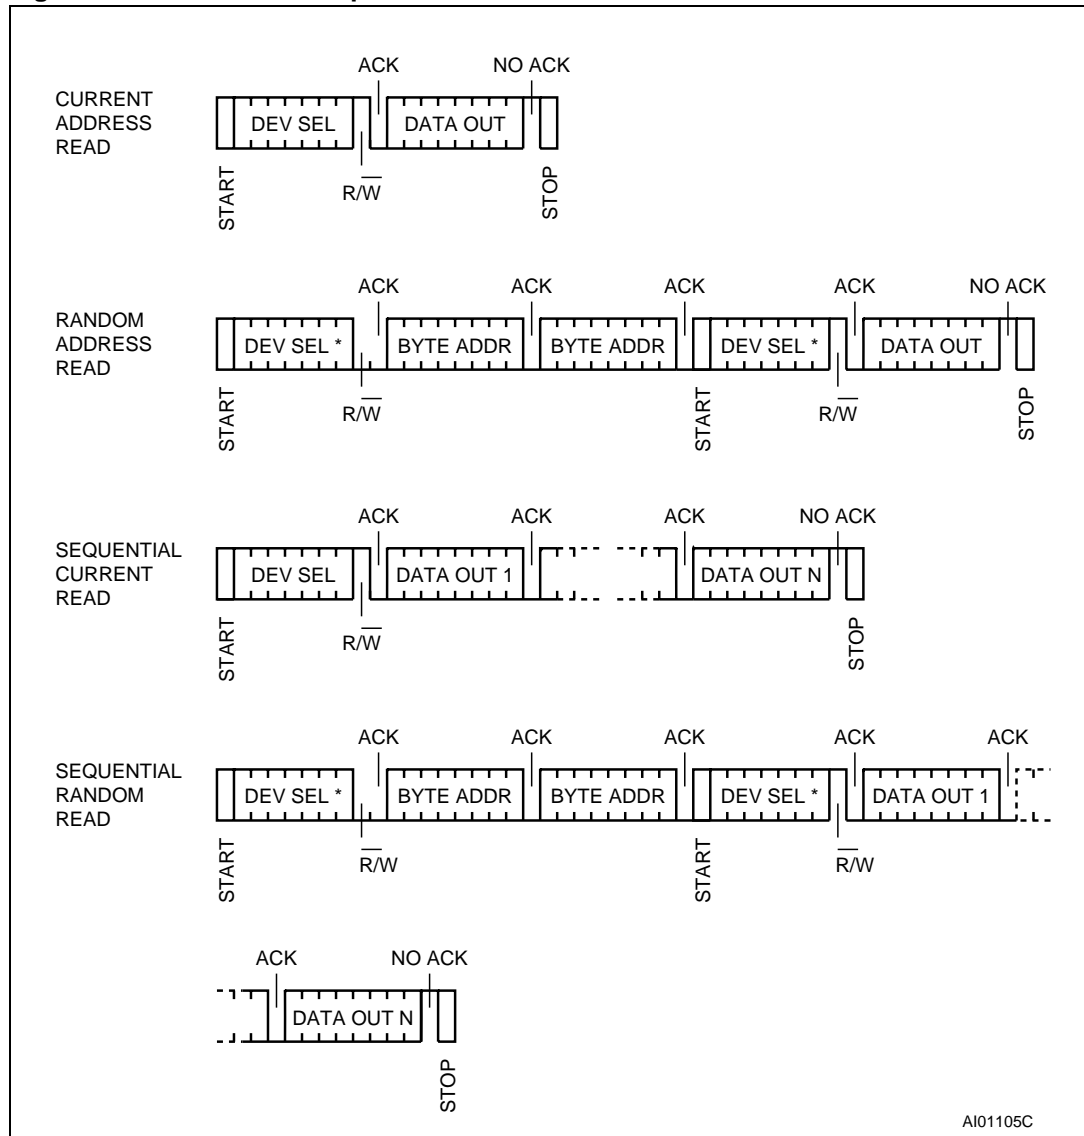 ACK NO ACK
CURRENT
ADDRESS
READ
DEV SEL DATA OUT
START R/W̅ STOP
ACK ACK ACK ACK NO ACK
RANDOM
ADDRESS
READ
DEV SEL * BYTE ADDR BYTE ADDR DEV SEL * DATA OUT
START R/W̅ START R/W̅ STOP
ACK ACK ACK NO ACK
SEQUENTIAL
CURRENT
READ
DEV SEL DATA OUT 1 DATA OUT N
START R/W̅ STOP
ACK ACK ACK ACK ACK
SEQUENTIAL
RANDOM
READ
DEV SEL * BYTE ADDR BYTE ADDR DEV SEL * DATA OUT 1
START R̅/W START R̅/W
ACK NO ACK
DATA OUT N
STOP
AI01105C